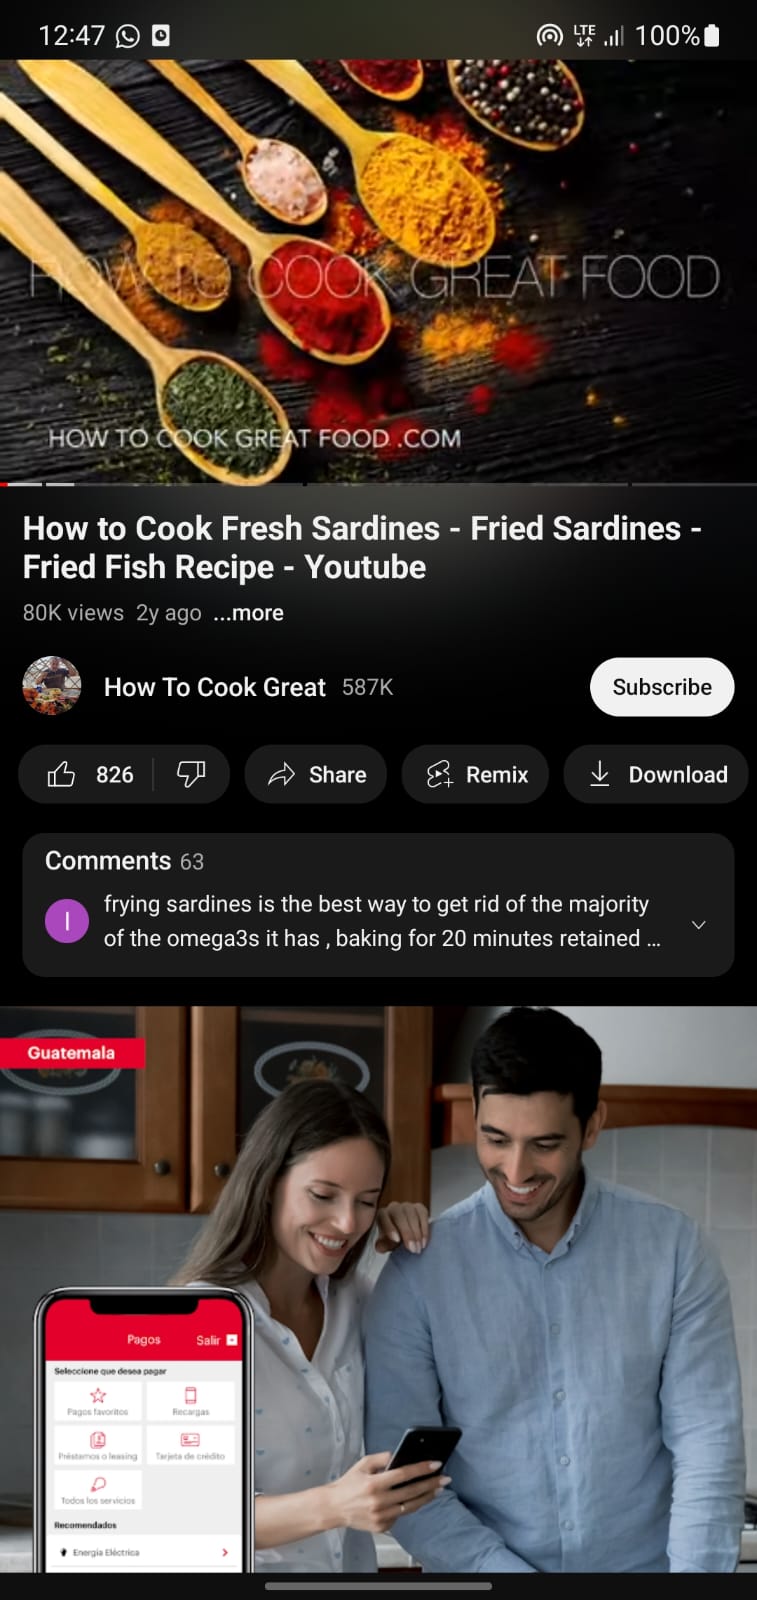 12:47
LTE
100%
HOW TO COOK GREAT FOOD
HOW TO COOK GREAT FOOD .COM
How to Cook Fresh Sardines - Fried Sardines -
Fried Fish Recipe - Youtube
80K views 2y ago ...more
How To Cook Great 587K
Subscribe
826
Share
Remix
Download
Comments 63
I
frying sardines is the best way to get rid of the majority
of the omega3s it has , baking for 20 minutes retained ...
Guatemala
Pagos
Salir
Seleccione que desea pagar
Pagos favoritos
Recargas
Préstamos o leasing
Tarjeta de crédito
Todos los servicios
Recomendados
Energía Eléctrica